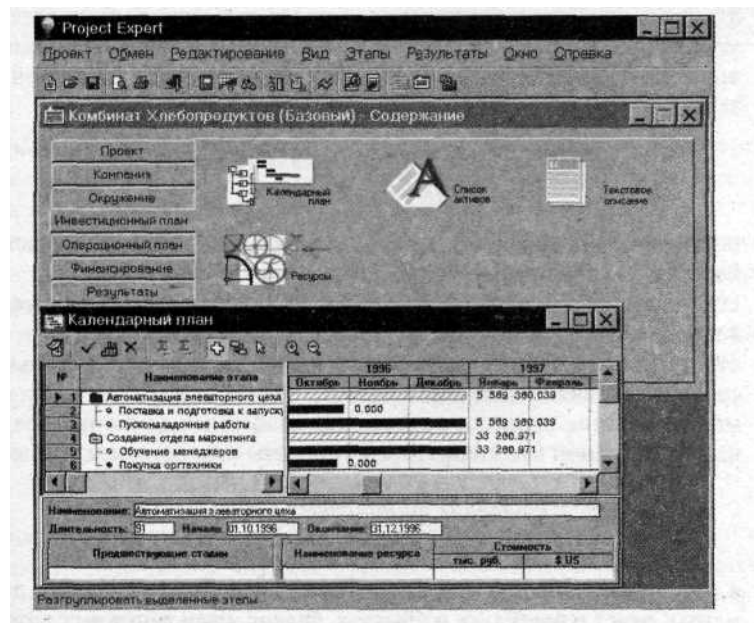 Project Expert
Проект Обмен Редактирование Вид Этапы Результаты Окно Справка
Комбинат Хлебопродуктов (Базовый) - Содержание
Проект
Компания
Окружение
Инвестиционный план
Операционный план
Финансирование
Результаты
Календарный план
Список активов
Текстовое описание
Ресурсы
Календарный план
№ Наименование этапа 1996 1997
Октябрь Ноябрь Декабрь Январь Февраль
1 Автоматизация элеваторного цеха 5 569 360.039
2 Поставка и подготовка к запуску 0.000
3 Пусконаладочные работы 5 569 360.039
4 Создание отдела маркетинга 33 260.971
5 Обучение менеджеров 33 260.971
6 Покупка оргтехники 0.000
Наименование: Автоматизация элеваторного цеха
Длительность: 91 Начало: 01.10.1996 Окончание: 31.12.1996
Предшествующие стадии Наименование ресурса Стоимость
тыс. руб. $ US
Разгруппировать выделенные этапы